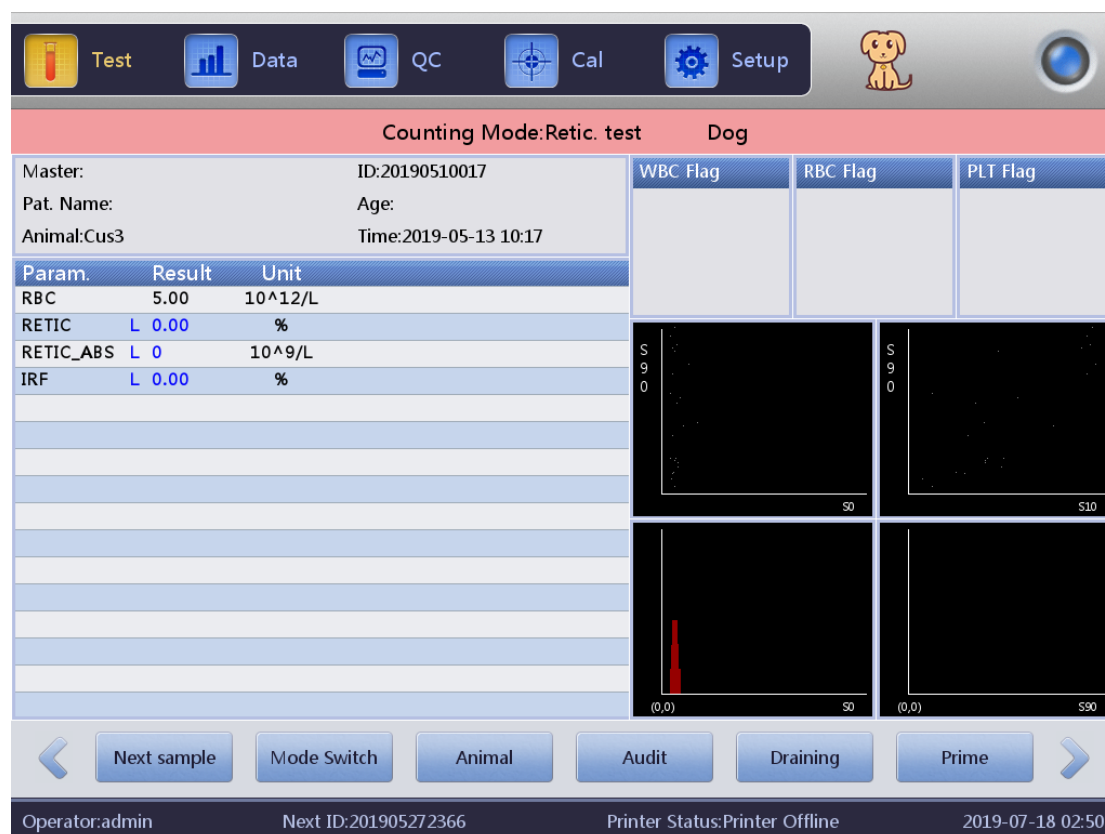 Test Data QC Cal Setup
Counting Mode:Retic. test Dog
Master: ID:20190510017
Pat. Name: Age:
Animal:Cus3 Time:2019-05-13 10:17
WBC Flag RBC Flag PLT Flag
Param. Result Unit
RBC 5.00 10^12/L
RETIC L 0.00 %
RETIC_ABS L 0 10^9/L
IRF L 0.00 %
S90 S0
S90 S10
(0,0) S0
(0,0) S90
Next sample Mode Switch Animal Audit Draining Prime
Operator:admin Next ID:201905272366 Printer Status:Printer Offline 2019-07-18 02:50